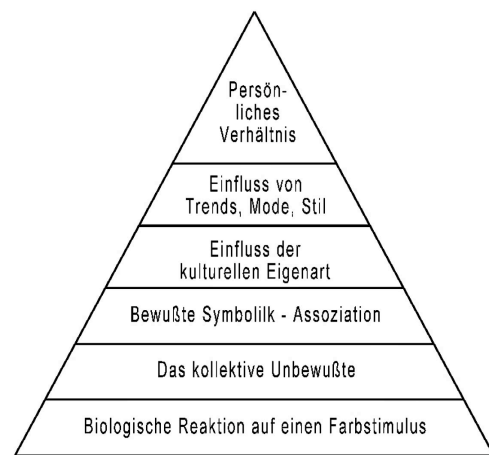 Persön-
liches
Verhältnis
Einfluss von
Trends, Mode, Stil
Einfluss der
kulturellen Eigenart
Bewußte Symbolilk - Assoziation
Das kollektive Unbewußte
Biologische Reaktion auf einen Farbstimulus